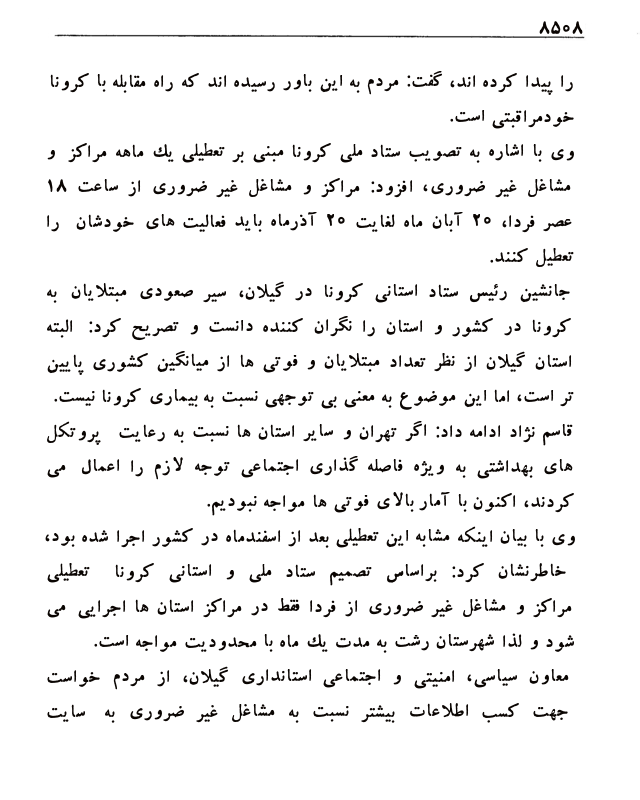 ۸۵۰۸
را پیدا کرده اند، گفت: مردم به این باور رسیده اند که راه مقابله با کرونا
خودمراقبتی است.
وی با اشاره به تصویب ستاد ملی کرونا مبنی بر تعطیلی یك ماهه مراکز و
مشاغل غیر ضروری، افزود: مراکز و مشاغل غیر ضروری از ساعت ۱۸
عصر فردا، ۲۰ آبان ماه لغایت ۲۰ آذرماه باید فعالیت های خودشان را
تعطیل کنند.
جانشین رئیس ستاد استانی کرونا در گیلان، سیر صعودی مبتلایان به
کرونا در کشور و استان را نگران کننده دانست و تصریح کرد: البته
استان گیلان از نظر تعداد مبتلایان و فوتی ها از میانگین کشوری پایین
تر است، اما این موضوع به معنی بی توجهی نسبت به بیماری کرونا نیست.
قاسم نژاد ادامه داد: اگر تهران و سایر استان ها نسبت به رعایت پروتکل
های بهداشتی به ویژه فاصله گذاری اجتماعی توجه لازم را اعمال می
کردند، اکنون با آمار بالای فوتی ها مواجه نبودیم.
وی با بیان اینکه مشابه این تعطیلی بعد از اسفندماه در کشور اجرا شده بود،
خاطرنشان کرد: براساس تصمیم ستاد ملی و استانی کرونا تعطیلی
مراکز و مشاغل غیر ضروری از فردا فقط در مراکز استان ها اجرایی می
شود و لذا شهرستان رشت به مدت یك ماه با محدودیت مواجه است.
معاون سیاسی، امنیتی و اجتماعی استانداری گیلان، از مردم خواست
جهت کسب اطلاعات بیشتر نسبت به مشاغل غیر ضروری به سایت